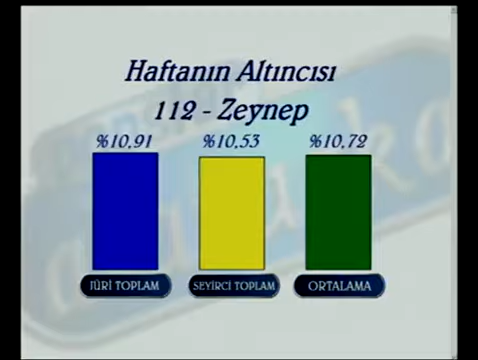 Haftanın Altıncısı
112 - Zeynep
%10,91 %10,53 %10,72
JÜRİ TOPLAM SEYİRCİ TOPLAM ORTALAMA